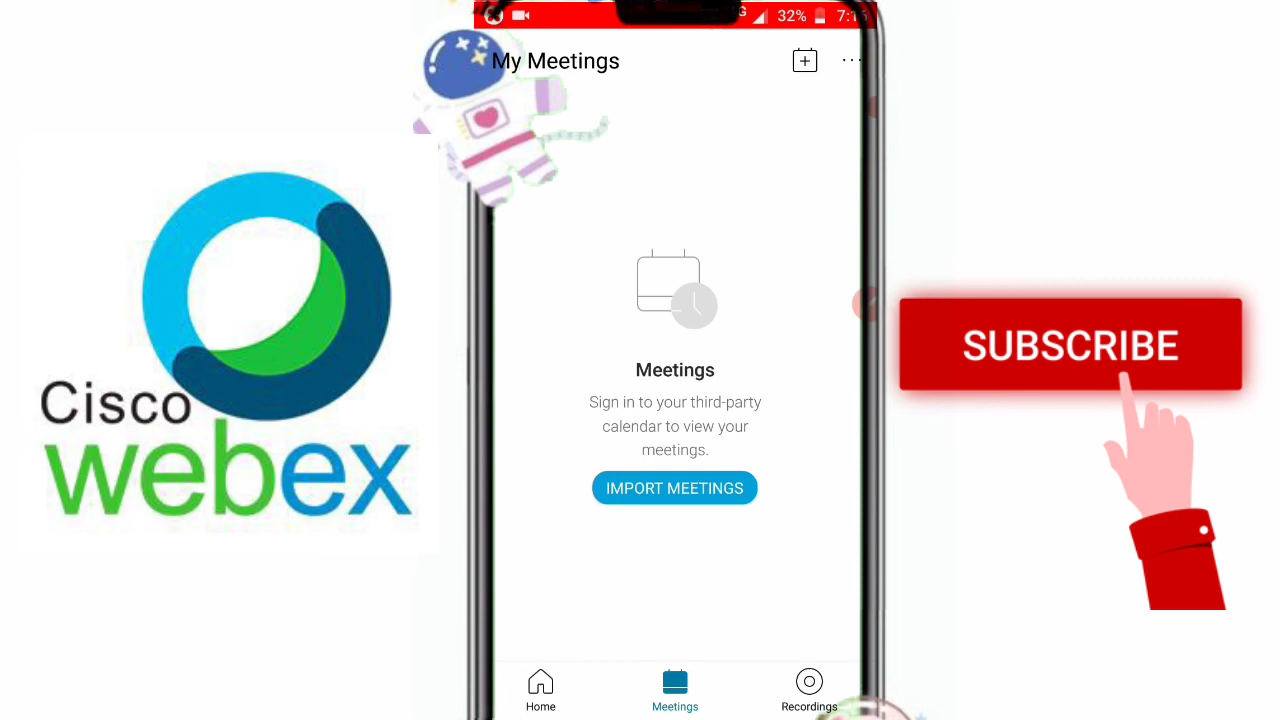 32%
My Meetings
Cisco
webex
Meetings
Sign in to your third-party
calendar to view your
meetings.
IMPORT MEETINGS
Home
Meetings
Recordings
SUBSCRIBE